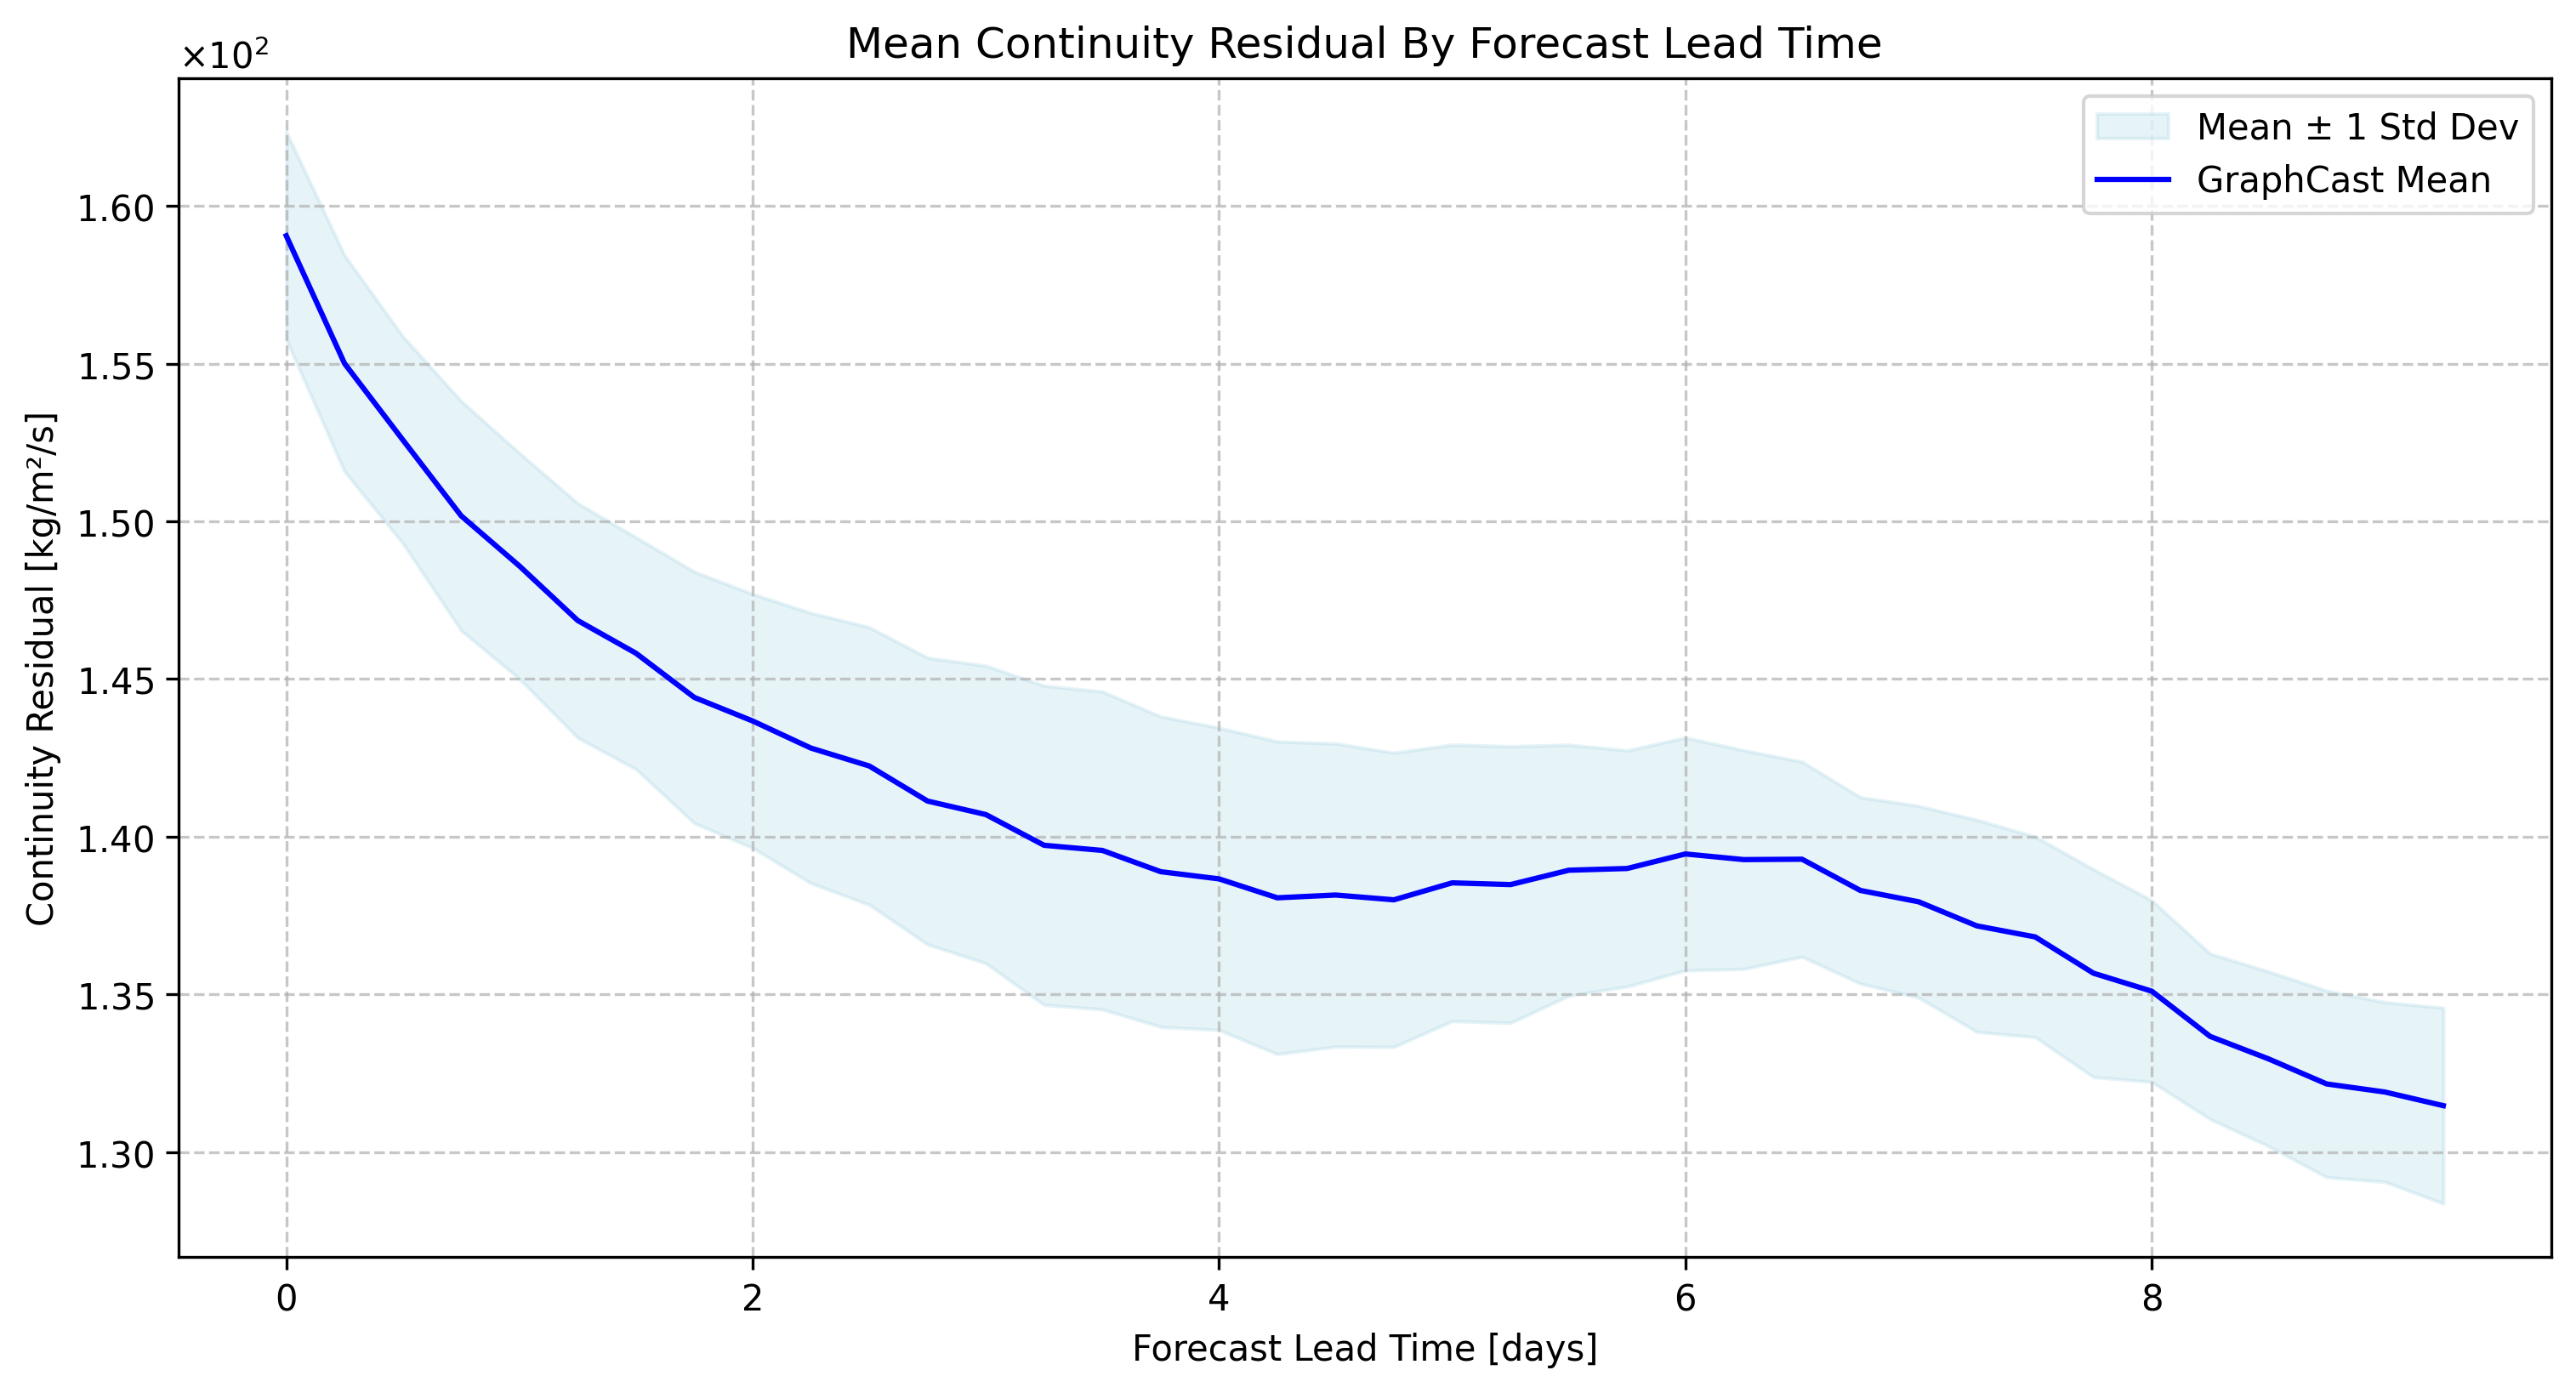 Mean Continuity Residual By Forecast Lead Time
×10²
Mean ± 1 Std Dev
GraphCast Mean
1.60
1.55
1.50
1.45
1.40
1.35
1.30
Continuity Residual [kg/m²/s]
0 2 4 6 8
Forecast Lead Time [days]